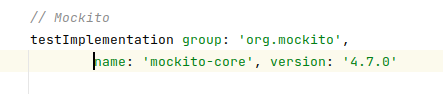 // Mockito
testImplementation group: 'org.mockito',
name: 'mockito-core', version: '4.7.0'